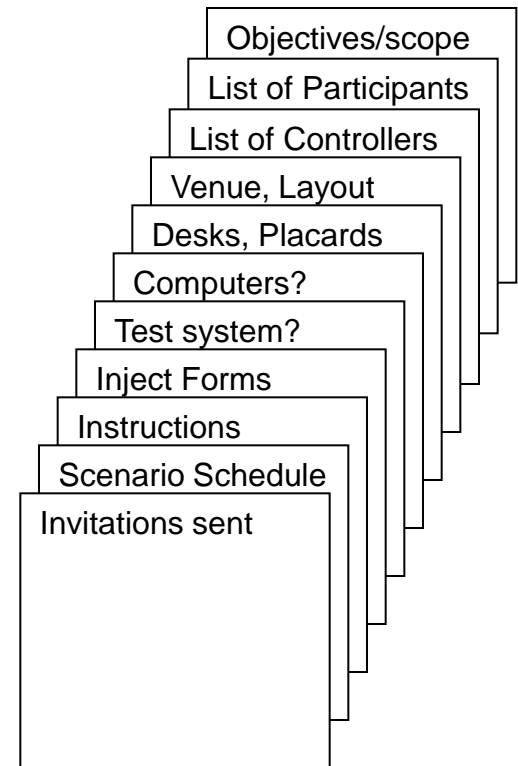 Objectives/scope
List of Participants
List of Controllers
Venue, Layout
Desks, Placards
Computers?
Test system?
Inject Forms
Instructions
Scenario Schedule
Invitations sent